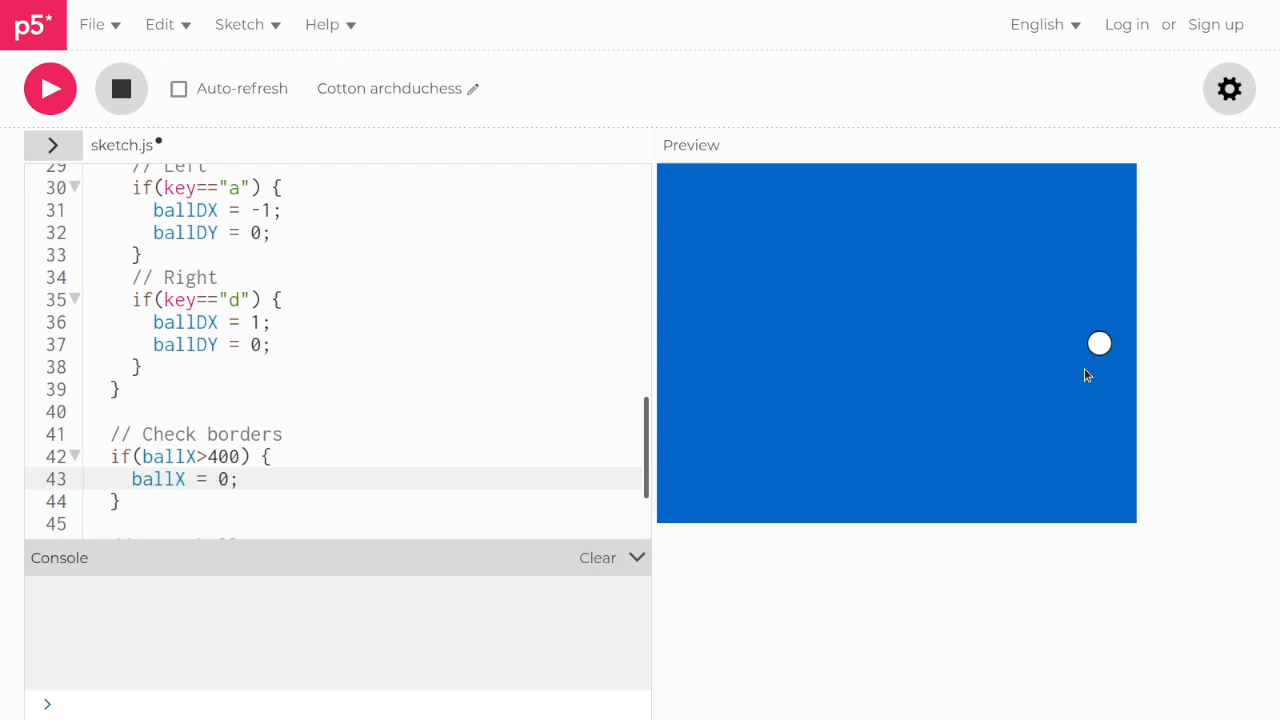 p5* File Edit Sketch Help English Log in or Sign up
Auto-refresh Cotton archduchess
sketch.js Preview
29 // Left
30 if(key=="a") {
31 ballDX = -1;
32 ballDY = 0;
33 }
34 // Right
35 if(key=="d") {
36 ballDX = 1;
37 ballDY = 0;
38 }
39 }
40
41 // Check borders
42 if(ballX>400) {
43 ballX = 0;
44 }
45
Console Clear